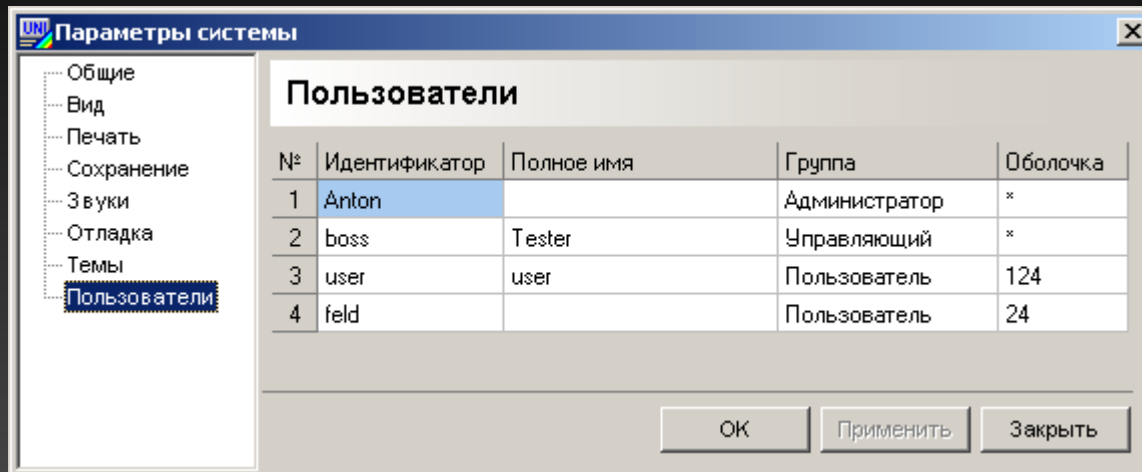 UNI Параметры системы
Общие
Вид
Печать
Сохранение
Звуки
Отладка
Темы
Пользователи
Пользователи
№ Идентификатор Полное имя Группа Оболочка
1 Anton Администратор *
2 boss Tester Управляющий *
3 user user Пользователь 124
4 feld Пользователь 24
OK Применить Закрыть